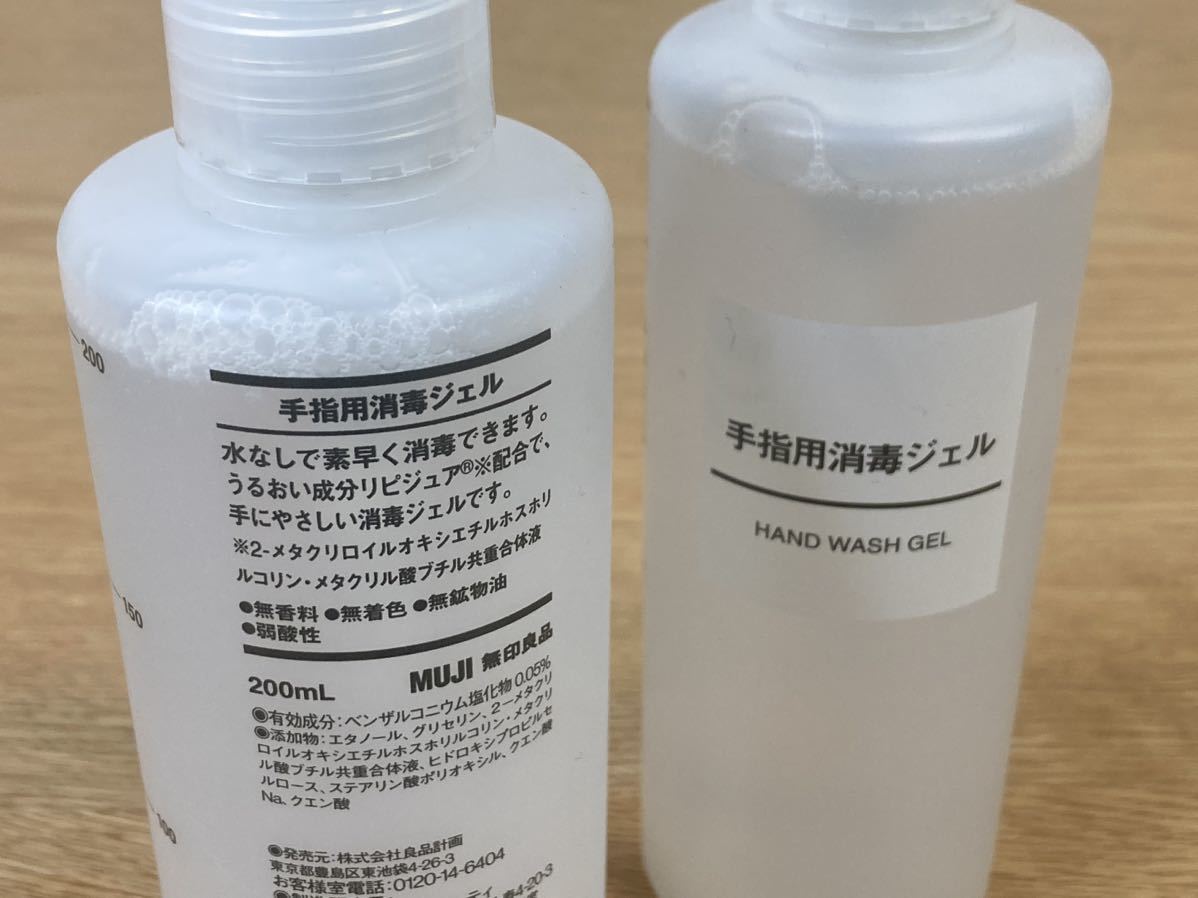 手指用消毒ジェル
水なしで素早く消毒できます。
うるおい成分リピジュア®※配合で、
手にやさしい消毒ジェルです。
※2-メタクリロイルオキシエチルホスホリ
ルコリン・メタクリル酸ブチル共重合体液
●無香料 ●無着色 ●無鉱物油
●弱酸性
200mL MUJI 無印良品
◉有効成分：ベンザルコニウム塩化物0.05%
◉添加物：エタノール、グリセリン、2－メタクリ
ロイルオキシエチルホスホリルコリン・メタクリ
ル酸ブチル共重合体液、ヒドロキシプロピルセ
ルロース、ステアリン酸ポリオキシル、クエン酸
Na、クエン酸
◉発売元：株式会社良品計画
東京都豊島区東池袋4-26-3
お客様室電話：0120-14-6404
4-20-3
200
150
100
手指用消毒ジェル
HAND WASH GEL